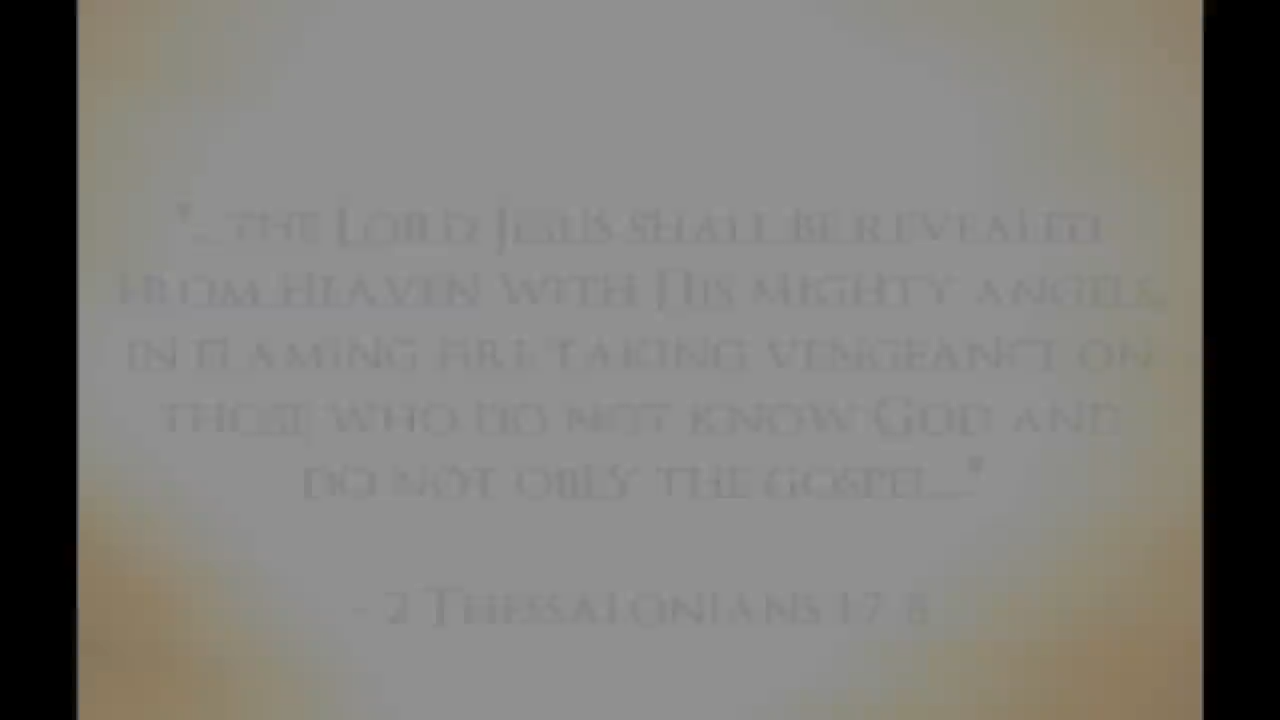 "...the Lord Jesus shall be revealed
from Heaven with His mighty angels,
in flaming fire taking vengeance on
those who do not know God and
do not obey the gospel..."
- 2 Thessalonians 1:7-8